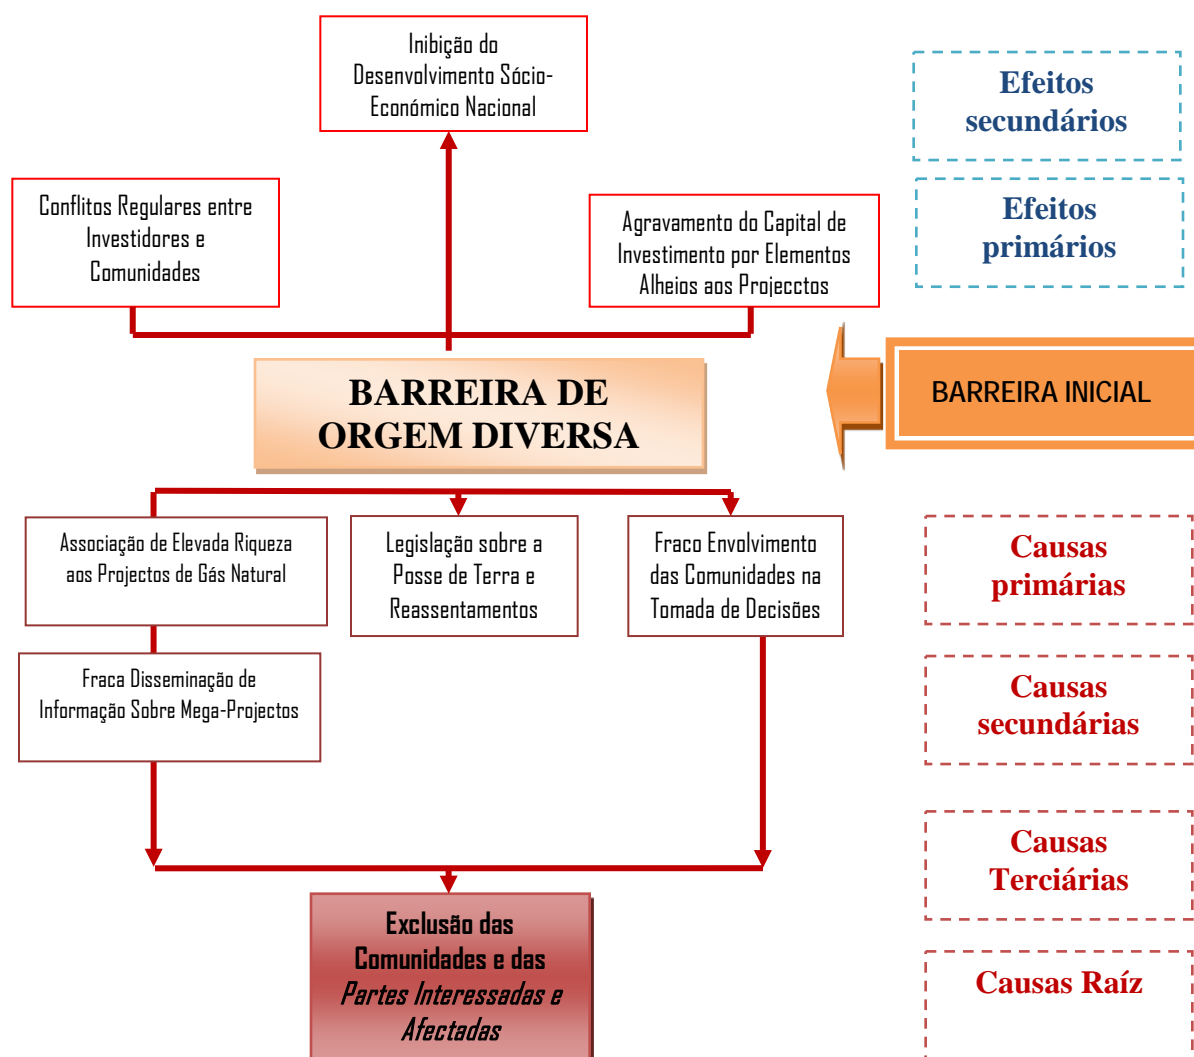 Inibição do
Desenvolvimento Sócio-
Económico Nacional
Efeitos
secundários
Conflitos Regulares entre
Investidores e
Comunidades
Agravamento do Capital de
Investimento por Elementos
Alheios aos Projecctos
Efeitos
primários
BARREIRA DE
ORGEM DIVERSA
BARREIRA INICIAL
Associação de Elevada Riqueza
aos Projectos de Gás Natural
Legislação sobre a
Posse de Terra e
Reassentamentos
Fraco Envolvimento
das Comunidades na
Tomada de Decisões
Causas
primárias
Fraca Disseminação de
Informação Sobre Mega-Projectos
Causas
secundárias
Causas
Terciárias
Exclusão das
Comunidades e das
Partes Interessadas e
Afectadas
Causas Raíz